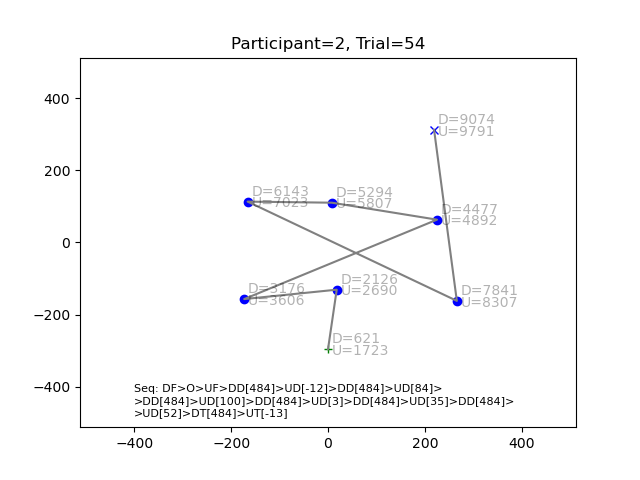 Participant=2, Trial=54
400
200
0
−200
−400
D=9074
U=9791
D=6143
U=7023
D=5294
U=5807
D=4477
U=4892
D=3176
U=3606
D=2126
U=2690
D=7841
U=8307
D=621
U=1723
Seq: DF>O>UF>DD[484]>UD[-12]>DD[484]>UD[84]>
>DD[484]>UD[100]>DD[484]>UD[3]>DD[484]>UD[35]>DD[484]>
>UD[52]>DT[484]>UT[-13]
−400 −200 0 200 400